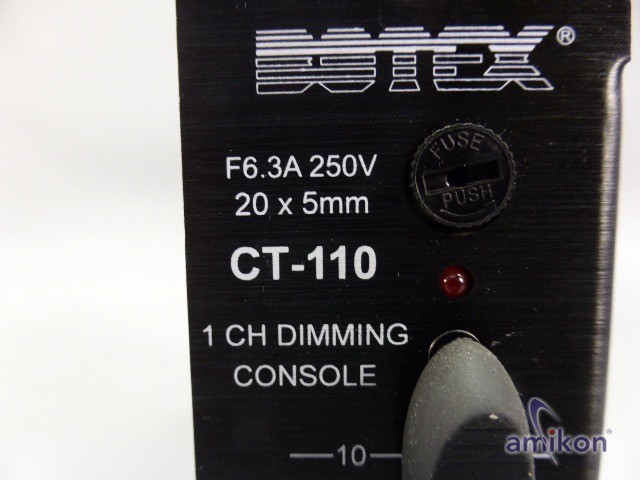 BOTEX®
FUSE
F6.3A 250V
PUSH
20 x 5mm
CT-110
1 CH DIMMING
CONSOLE
10
amikon